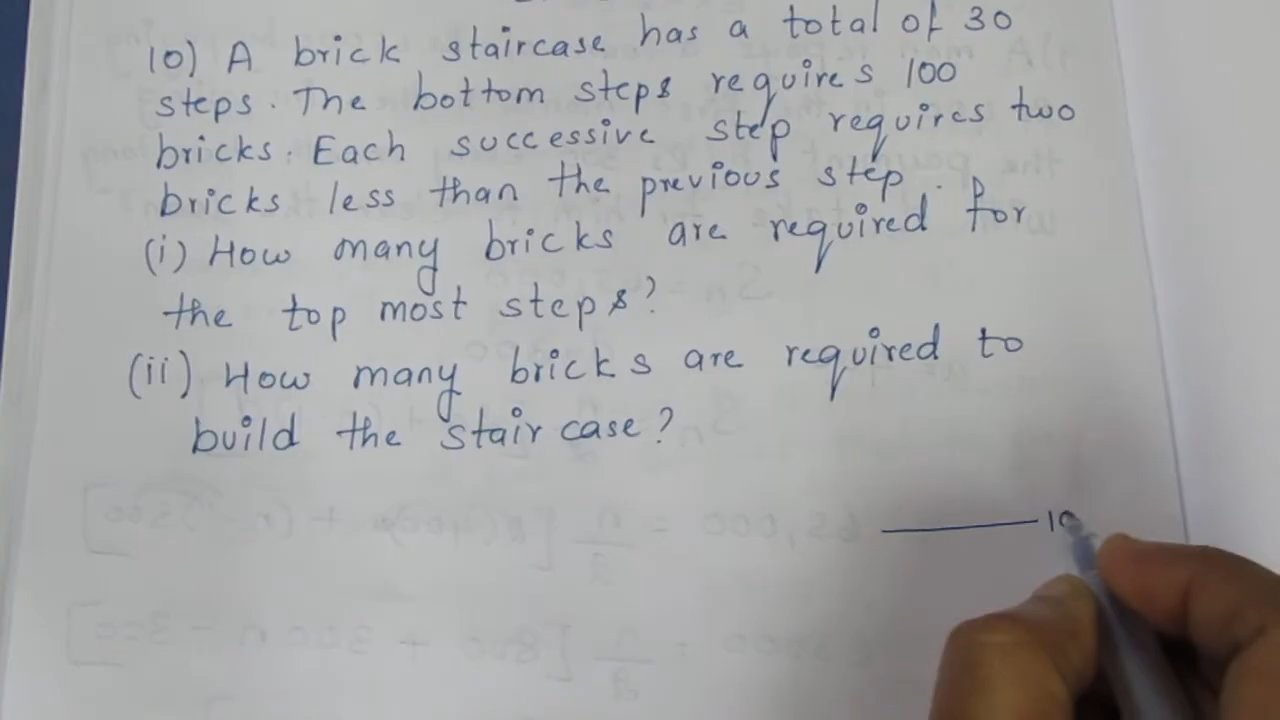 10) A brick staircase has a total of 30
steps. The bottom steps requires 100
bricks. Each successive step requires two
bricks less than the previous step.
(i) How many bricks are required for
the top most steps?
(ii) How many bricks are required to
build the stair case?
10